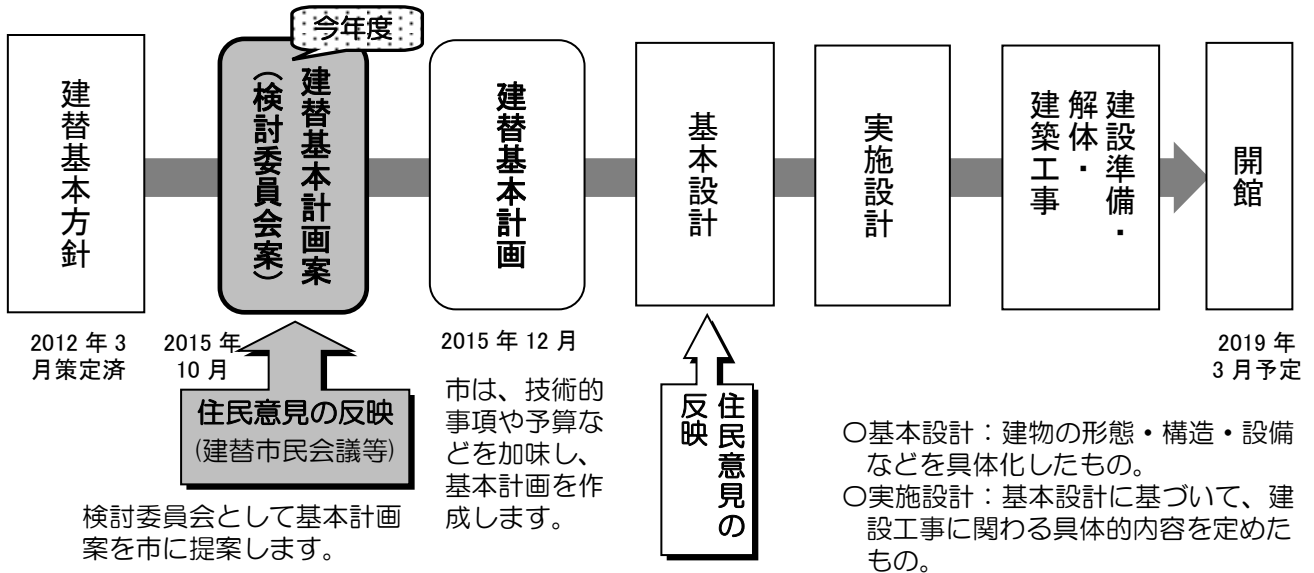 今年度
建替基本方針
建替基本計画案
（検討委員会案）
建替基本計画
基本設計
実施設計
建設準備・
解体・
建築工事
開館
2012 年 3
月策定済
2015 年
10 月
2015 年 12 月
2019 年
3 月予定
住民意見の反映
(建替市民会議等)
検討委員会として基本計画
案を市に提案します。
市は、技術的
事項や予算な
どを加味し、
基本計画を作
成します。
住民意見の
反映
〇基本設計：建物の形態・構造・設備
などを具体化したもの。
〇実施設計：基本設計に基づいて、建
設工事に関わる具体的内容を定めた
もの。